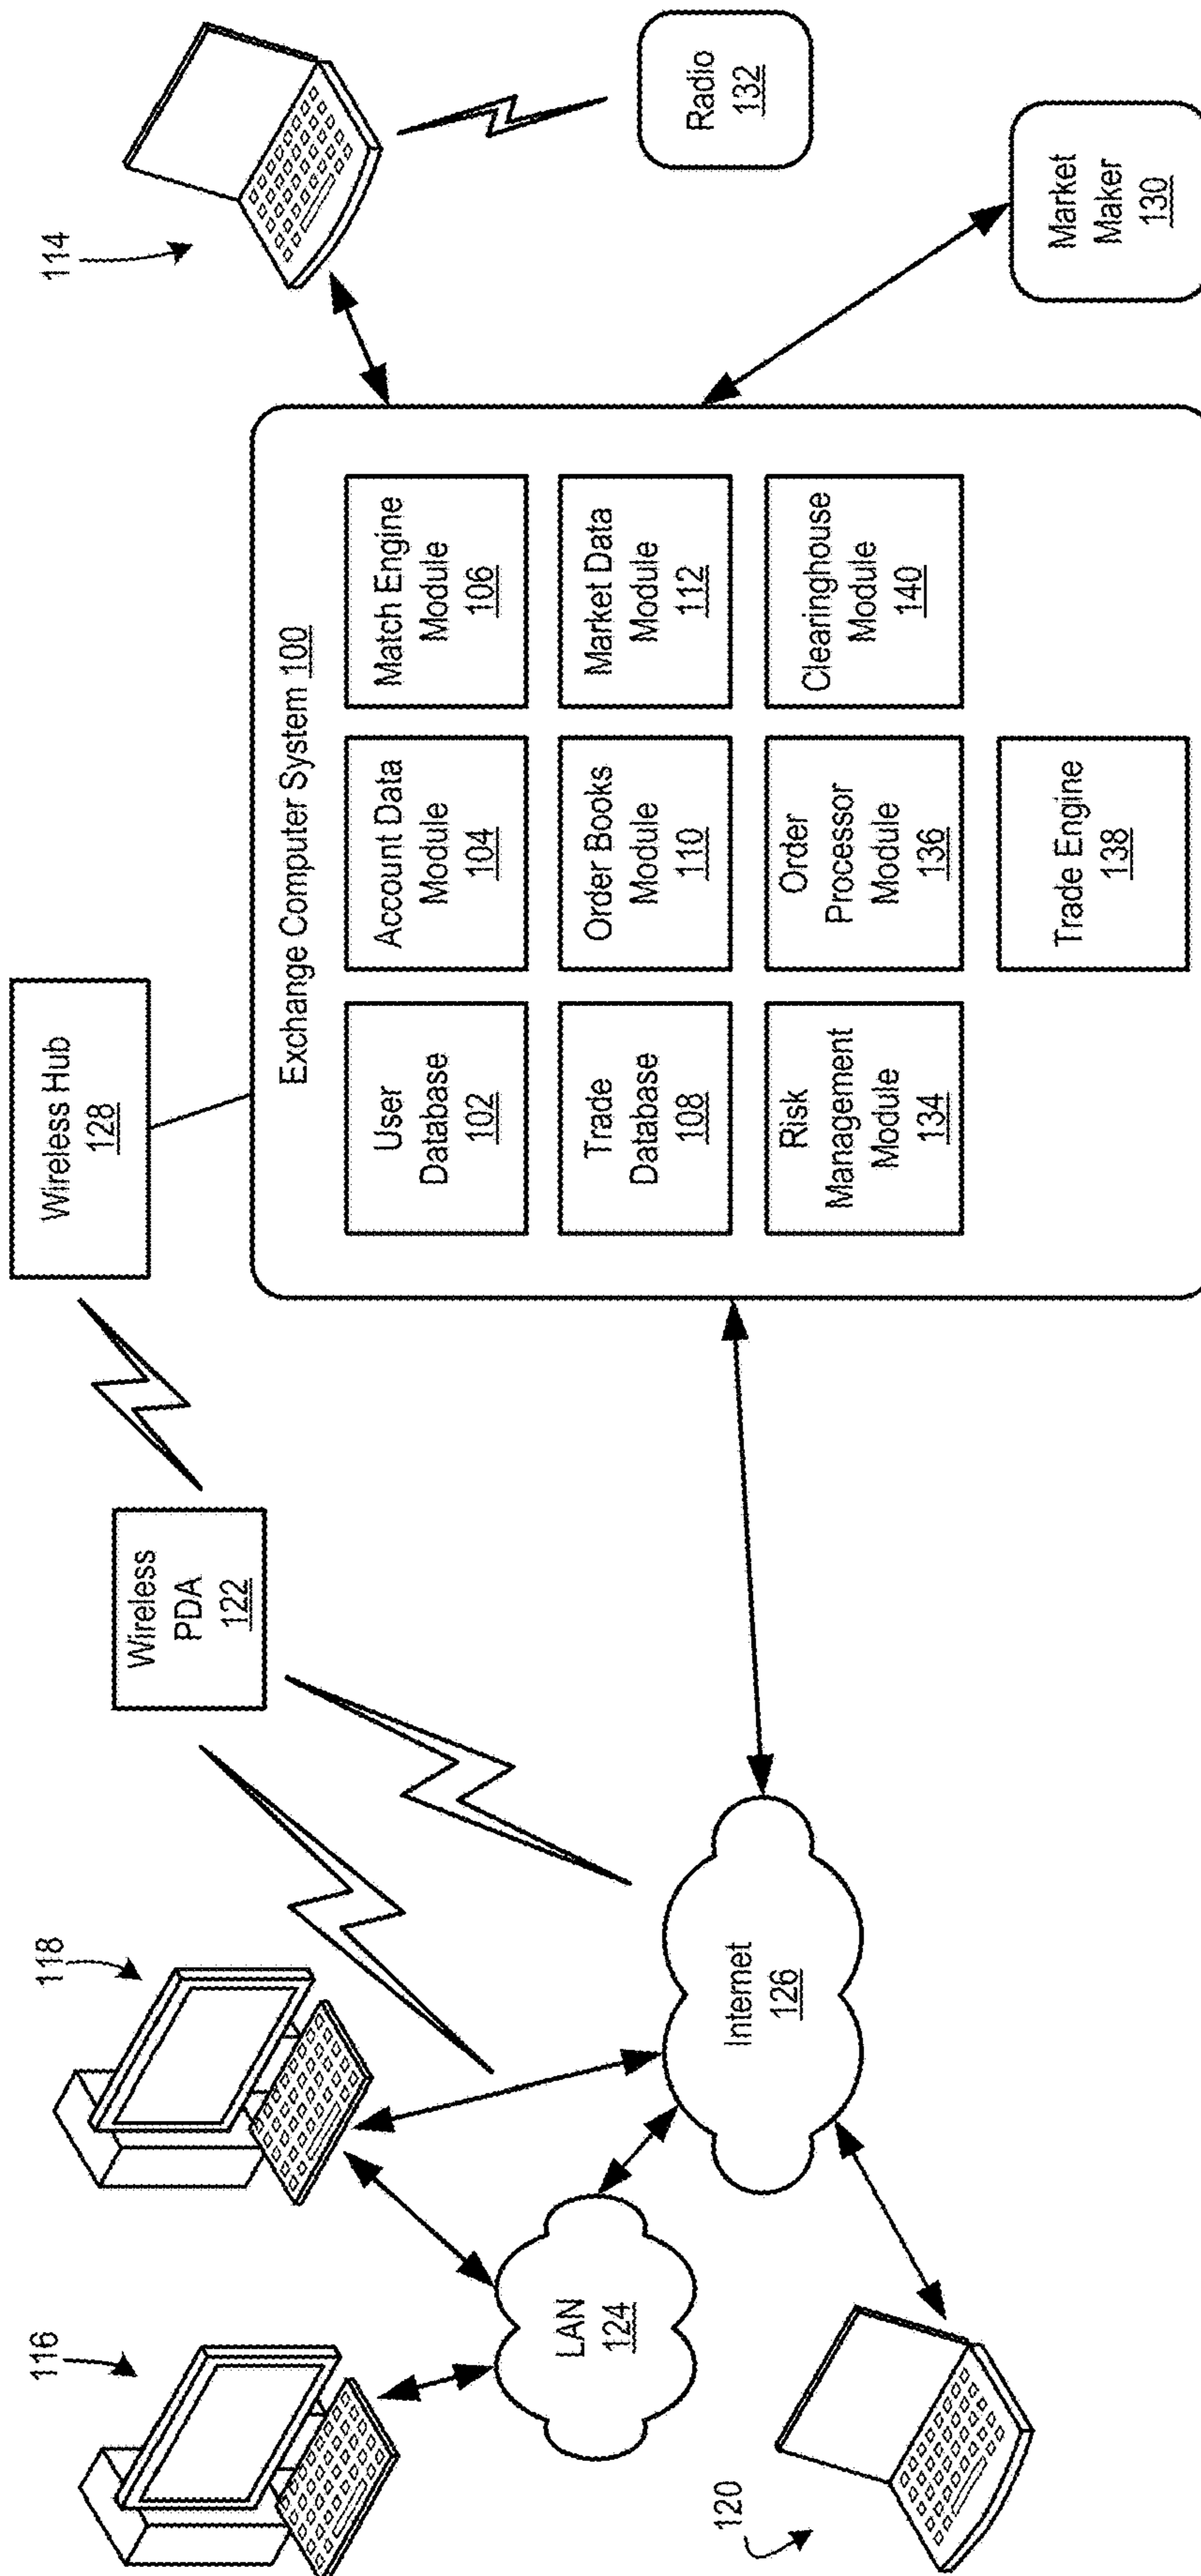 Wireless Hub
128
114
Wireless
PDA
122
118
116
Exchange Computer System 100
User
Database
102
Account Data
Module
104
Match Engine
Module
106
Trade
Database
108
Order Books
Module
110
Market Data
Module
112
Risk
Management
Module
134
Order
Processor
Module
136
Clearinghouse
Module
140
Trade Engine
138
Radio
132
Market
Maker
130
LAN
124
Internet
126
120